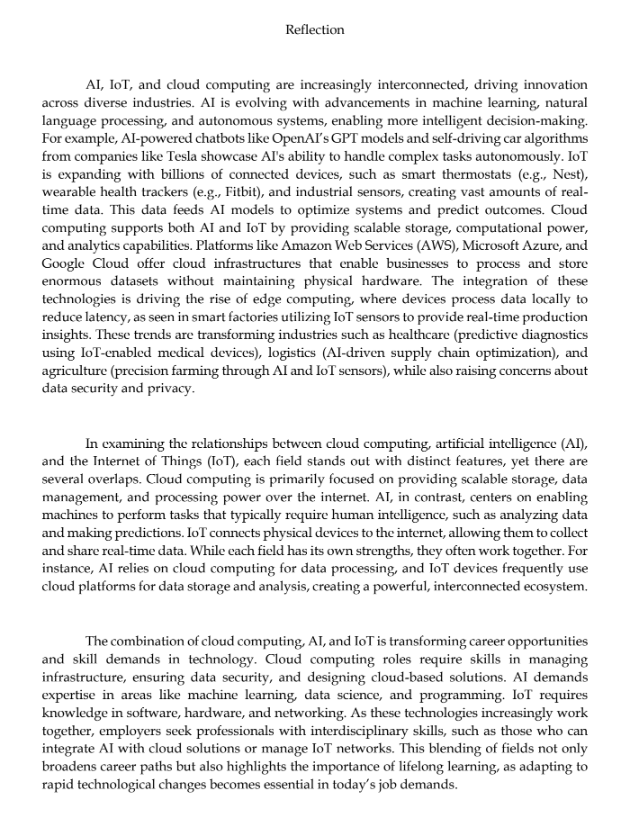 Reflection
AI, IoT, and cloud computing are increasingly interconnected, driving innovation
across diverse industries. AI is evolving with advancements in machine learning, natural
language processing, and autonomous systems, enabling more intelligent decision-making.
For example, AI-powered chatbots like OpenAI's GPT models and self-driving car algorithms
from companies like Tesla showcase AI's ability to handle complex tasks autonomously. IoT
is expanding with billions of connected devices, such as smart thermostats (e.g., Nest),
wearable health trackers (e.g., Fitbit), and industrial sensors, creating vast amounts of real-
time data. This data feeds AI models to optimize systems and predict outcomes. Cloud
computing supports both AI and IoT by providing scalable storage, computational power,
and analytics capabilities. Platforms like Amazon Web Services (AWS), Microsoft Azure, and
Google Cloud offer cloud infrastructures that enable businesses to process and store
enormous datasets without maintaining physical hardware. The integration of these
technologies is driving the rise of edge computing, where devices process data locally to
reduce latency, as seen in smart factories utilizing IoT sensors to provide real-time production
insights. These trends are transforming industries such as healthcare (predictive diagnostics
using IoT-enabled medical devices), logistics (AI-driven supply chain optimization), and
agriculture (precision farming through AI and IoT sensors), while also raising concerns about
data security and privacy.
In examining the relationships between cloud computing, artificial intelligence (AI),
and the Internet of Things (IoT), each field stands out with distinct features, yet there are
several overlaps. Cloud computing is primarily focused on providing scalable storage, data
management, and processing power over the internet. AI, in contrast, centers on enabling
machines to perform tasks that typically require human intelligence, such as analyzing data
and making predictions. IoT connects physical devices to the internet, allowing them to collect
and share real-time data. While each field has its own strengths, they often work together. For
instance, AI relies on cloud computing for data processing, and IoT devices frequently use
cloud platforms for data storage and analysis, creating a powerful, interconnected ecosystem.
The combination of cloud computing, AI, and IoT is transforming career opportunities
and skill demands in technology. Cloud computing roles require skills in managing
infrastructure, ensuring data security, and designing cloud-based solutions. AI demands
expertise in areas like machine learning, data science, and programming. IoT requires
knowledge in software, hardware, and networking. As these technologies increasingly work
together, employers seek professionals with interdisciplinary skills, such as those who can
integrate AI with cloud solutions or manage IoT networks. This blending of fields not only
broadens career paths but also highlights the importance of lifelong learning, as adapting to
rapid technological changes becomes essential in today's job demands.